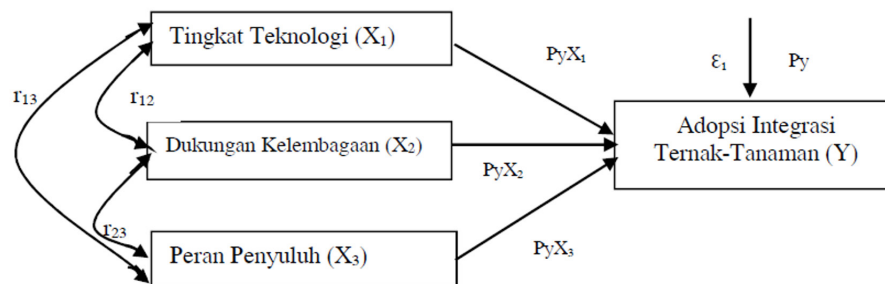 Tingkat Teknologi (X₁)
PyX₁
ε₁
Py
r₁₃
r₁₂
Adopsi Integrasi
Ternak-Tanaman (Y)
Dukungan Kelembagaan (X₂)
PyX₂
r₂₃
Peran Penyuluh (X₃)
PyX₃